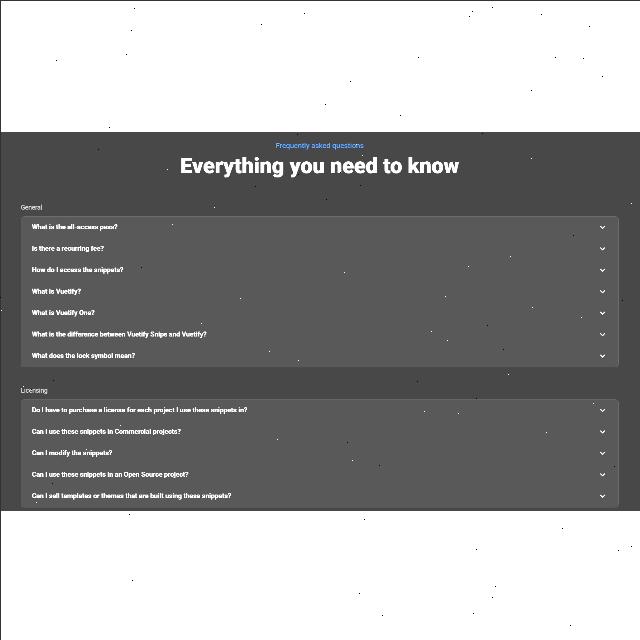 Frequently asked questions
Everything you need to know
General
What is the all-access pass?
Is there a recurring fee?
How do I access the snippets?
What is Vuetify?
What is Vuetify One?
What is the difference between Vuetify Snips and Vuetify?
What does the lock symbol mean?
Licensing
Do I have to purchase a license for each project I use these snippets in?
Can I use these snippets in Commercial projects?
Can I modify the snippets?
Can I use these snippets in an Open Source project?
Can I sell templates or themes that are built using these snippets?